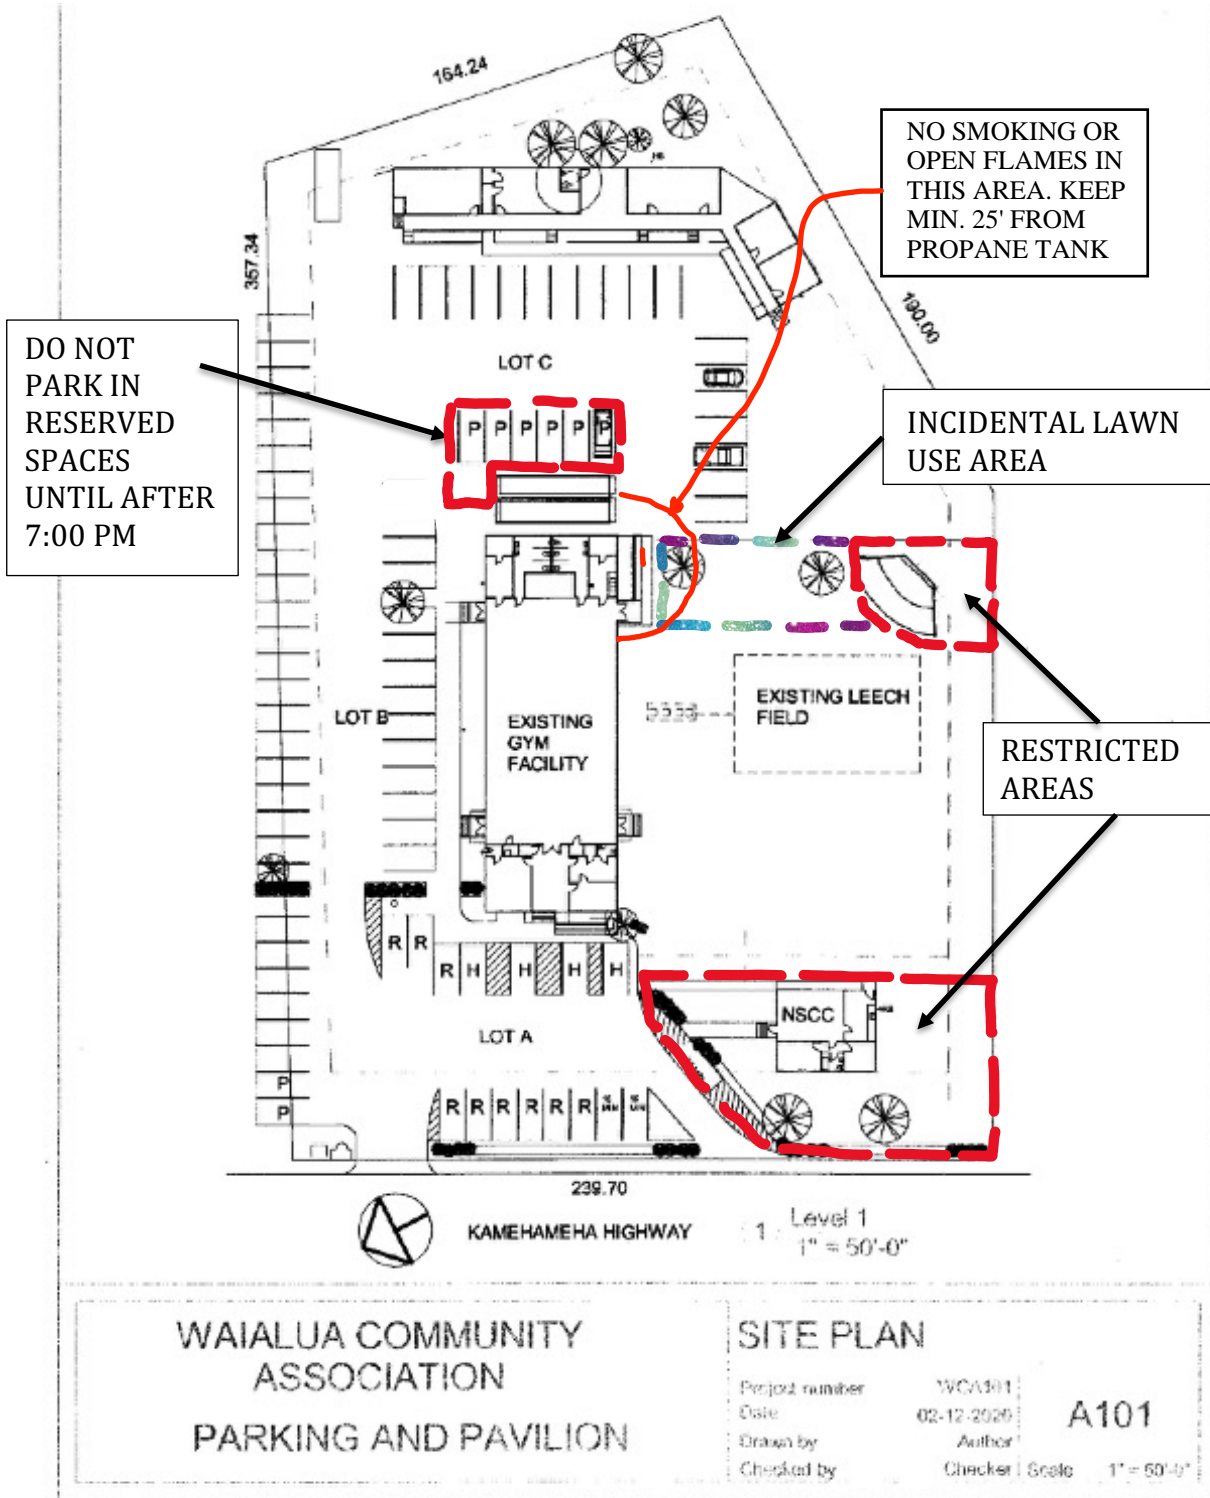 164.24
NO SMOKING OR
OPEN FLAMES IN
THIS AREA. KEEP
MIN. 25' FROM
PROPANE TANK
357.34
190.00
DO NOT
PARK IN
RESERVED
SPACES
UNTIL AFTER
7:00 PM
LOT C
P P P P P P
INCIDENTAL LAWN
USE AREA
LOT B
EXISTING
GYM
FACILITY
EXISTING LEECH
FIELD
RESTRICTED
AREAS
R R
R H H H H
NSCC
LOT A
P
P
R R R R R R
239.70
KAMEHAMEHA HIGHWAY
1 Level 1
1" = 50'-0"
WAIALUA COMMUNITY
ASSOCIATION
PARKING AND PAVILION
SITE PLAN
Project number WCA101
Date 02-12-2020
Drawn by Author
Checked by Checker
A101
Scale 1" = 50'-0"